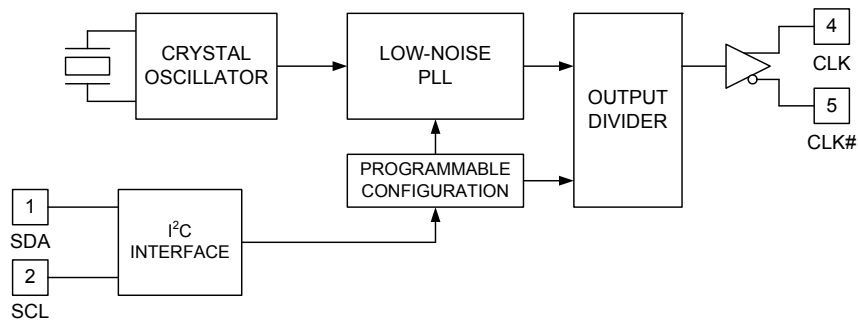 CRYSTAL
OSCILLATOR
LOW-NOISE
PLL
OUTPUT
DIVIDER
4
CLK
5
CLK#
PROGRAMMABLE
CONFIGURATION
1
SDA
I²C
INTERFACE
2
SCL